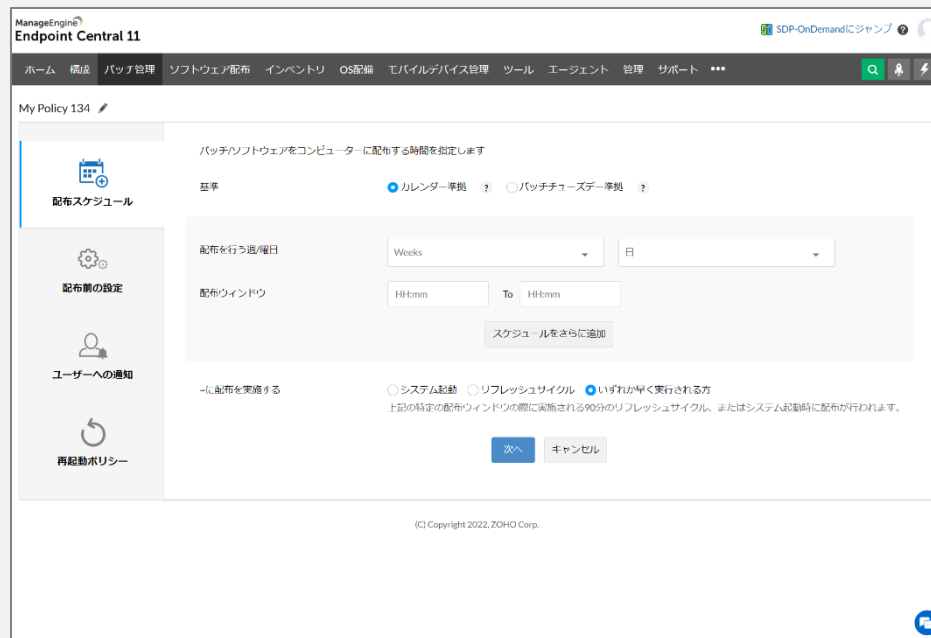 ManageEngine
Endpoint Central 11
SDP-OnDemandにジャンプ
ホーム 構成 パッチ管理 ソフトウェア配布 インベントリ OS配備 モバイルデバイス管理 ツール エージェント 管理 サポート •••
My Policy 134
パッチ/ソフトウェアをコンピューターに配布する時間を指定します
基準 カレンダー準拠 ? パッチチューズデー準拠 ?
配布スケジュール
配布を行う週/曜日 Weeks 日
配布前の設定
配布ウィンドウ HH:mm To HH:mm
スケジュールをさらに追加
ユーザーへの通知
~に配布を実施する システム起動 リフレッシュサイクル いずれか早く実行される方
上記の特定の配布ウィンドウの際に実施される90分のリフレッシュサイクル、またはシステム起動時に配布が行われます。
再起動ポリシー
次へ キャンセル
(C) Copyright 2022, ZOHO Corp.